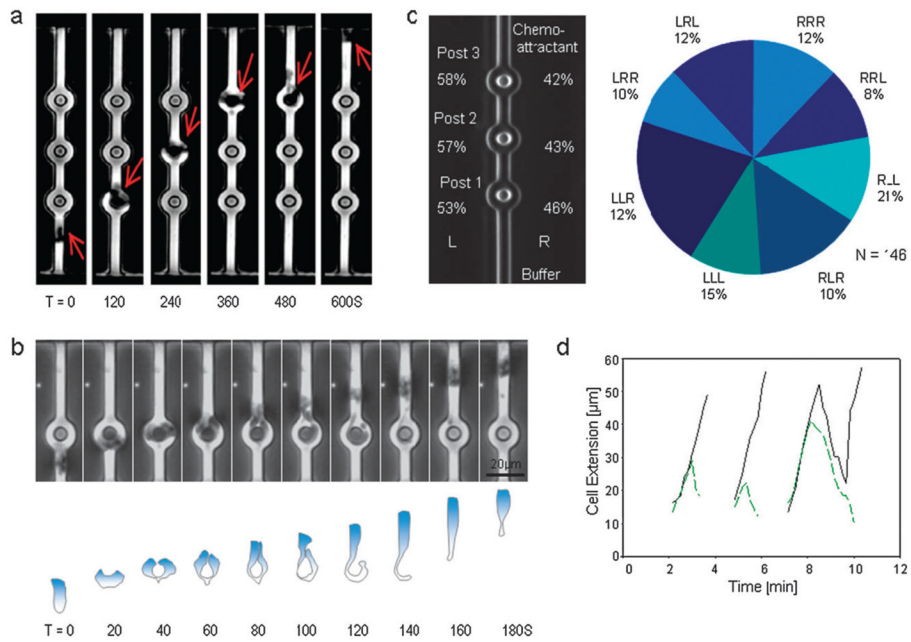 a
T = 0 120 240 360 480 600S
b
20µm
T = 0 20 40 60 80 100 120 140 160 180S
c
Chemo-
attractant
Post 3
58% 42%
Post 2
57% 43%
Post 1
53% 46%
L R
Buffer
LRL
12%
RRR
12%
RRL
8%
LRR
10%
RLL
21%
LLR
12%
N = 146
LLL
15%
RLR
10%
d
Cell Extension [µm]
60
50
40
30
20
10
0
0 2 4 6 8 10 12
Time [min]